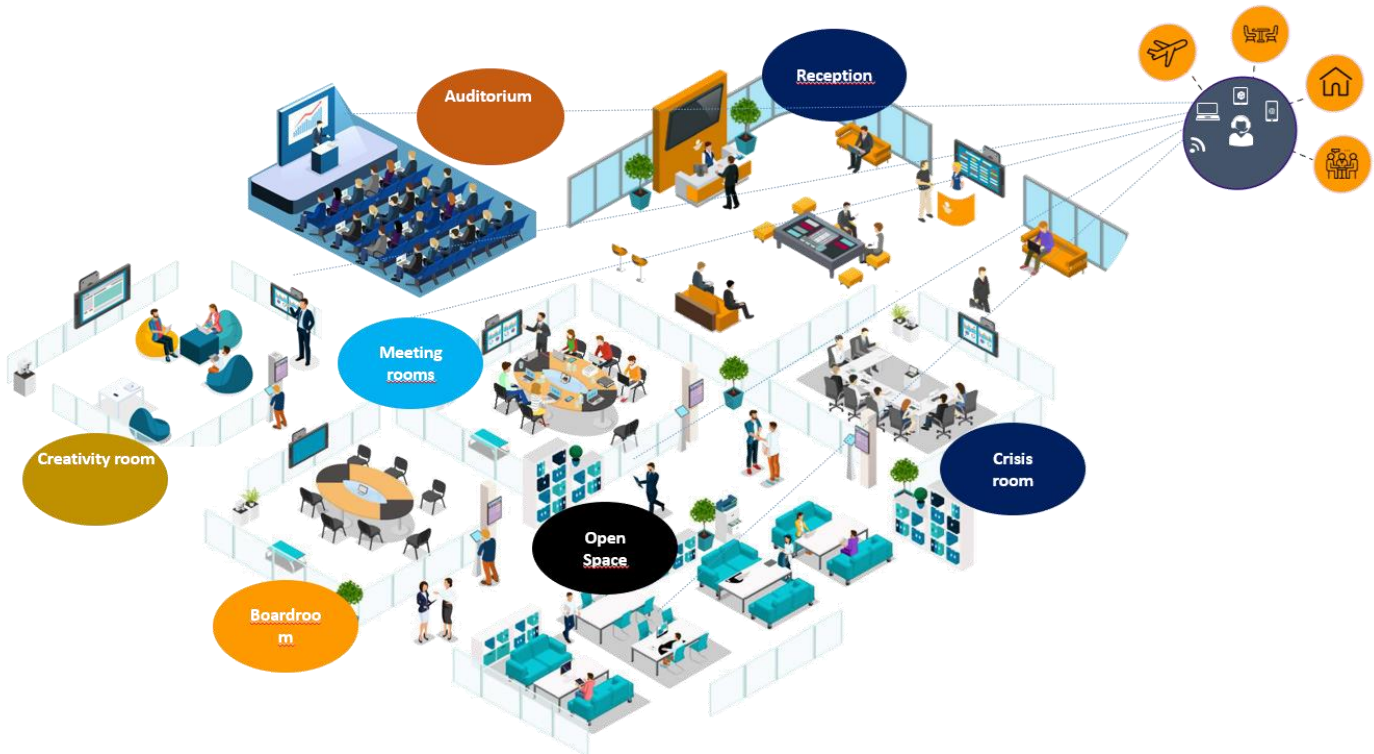 Reception
Auditorium
Meeting
rooms
Creativity room
Crisis
room
Open
Space
Boardroo
m